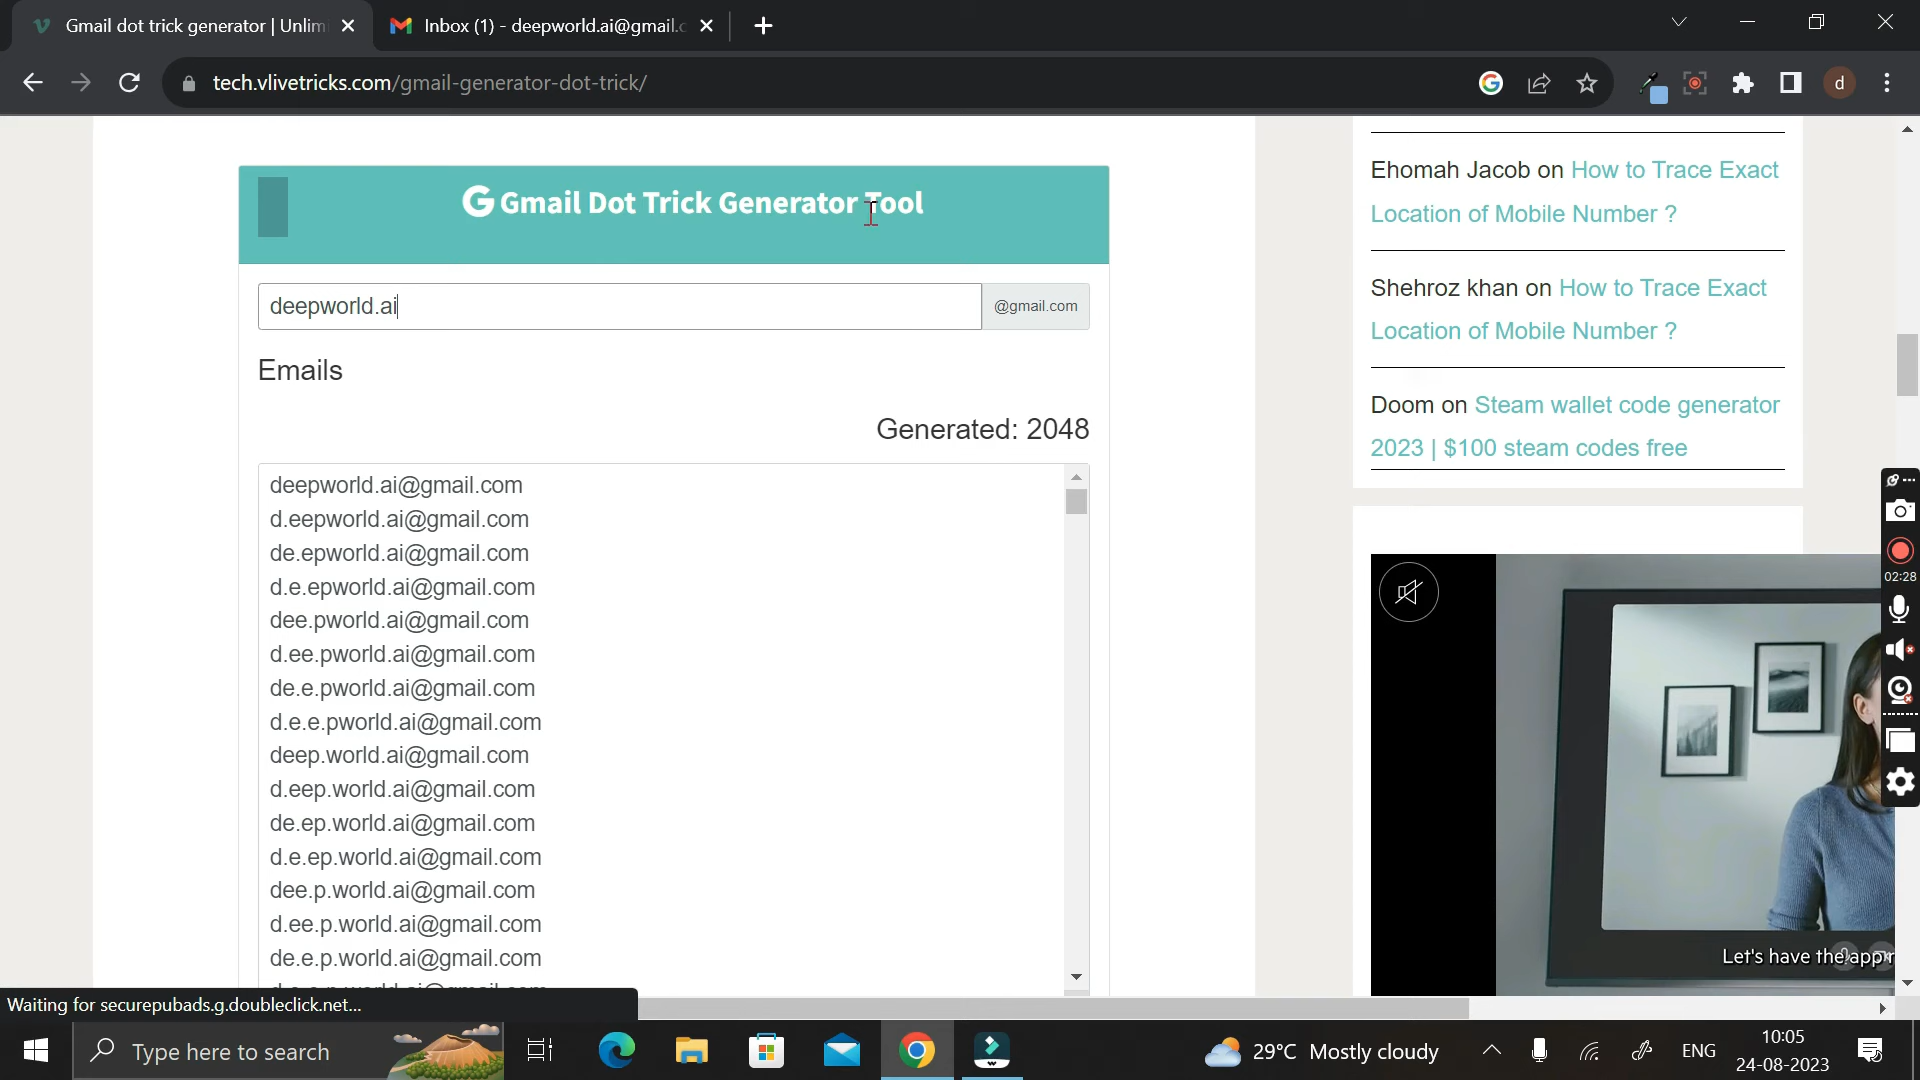 Gmail dot trick generator | Unlim
Inbox (1) - deepworld.ai@gmail.c
tech.vlivetricks.com/gmail-generator-dot-trick/
d
Gmail Dot Trick Generator Tool
deepworld.ai
@gmail.com
Emails
Generated: 2048
deepworld.ai@gmail.com
d.eepworld.ai@gmail.com
de.epworld.ai@gmail.com
d.e.epworld.ai@gmail.com
dee.pworld.ai@gmail.com
d.ee.pworld.ai@gmail.com
de.e.pworld.ai@gmail.com
d.e.e.pworld.ai@gmail.com
deep.world.ai@gmail.com
d.eep.world.ai@gmail.com
de.ep.world.ai@gmail.com
d.e.ep.world.ai@gmail.com
dee.p.world.ai@gmail.com
d.ee.p.world.ai@gmail.com
de.e.p.world.ai@gmail.com
Ehomah Jacob on How to Trace Exact
Location of Mobile Number ?
Shehroz khan on How to Trace Exact
Location of Mobile Number ?
Doom on Steam wallet code generator
2023 | $100 steam codes free
Let's have the appr
02:28
Waiting for securepubads.g.doubleclick.net...
Type here to search
29°C Mostly cloudy
ENG
10:05
24-08-2023